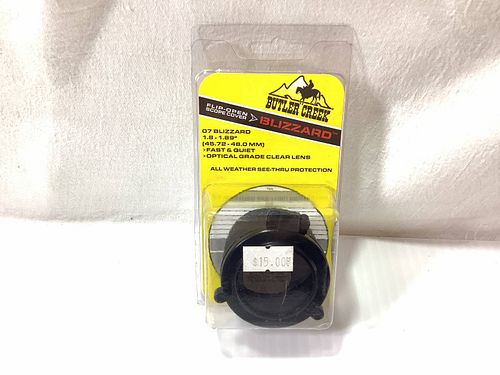 BUTLER CREEK
FLIP-OPEN
SCOPE COVER
BLIZZARD™
07 BLIZZARD
1.8 - 1.89"
(45.72 - 48.0 MM)
>FAST & QUIET
>OPTICAL GRADE CLEAR LENS
ALL WEATHER SEE-THRU PROTECTION
$15.00